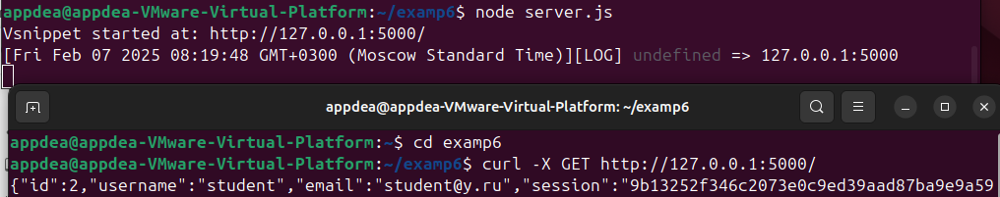 appdea@appdea-VMware-Virtual-Platform:~/examp6$ node server.js
Vsnippet started at: http://127.0.0.1:5000/
[Fri Feb 07 2025 08:19:48 GMT+0300 (Moscow Standard Time)][LOG] undefined => 127.0.0.1:5000
appdea@appdea-VMware-Virtual-Platform: ~/examp6
appdea@appdea-VMware-Virtual-Platform:~$ cd examp6
appdea@appdea-VMware-Virtual-Platform:~/examp6$ curl -X GET http://127.0.0.1:5000/
{"id":2,"username":"student","email":"student@y.ru","session":"9b13252f346c2073e0c9ed39aad87ba9e9a59